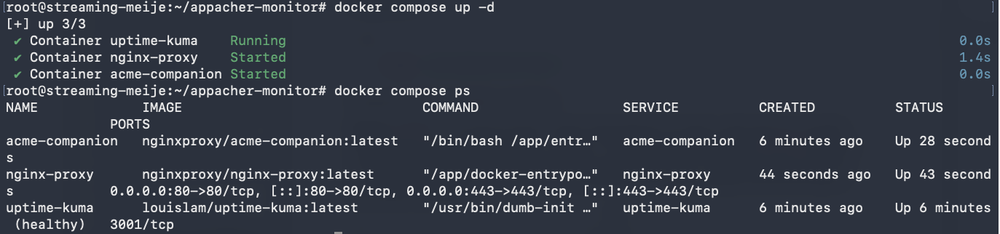 [root@streaming-meije:~/appacher-monitor# docker compose up -d ]
[+] up 3/3
✔ Container uptime-kuma Running 0.0s
✔ Container nginx-proxy Started 1.4s
✔ Container acme-companion Started 0.0s
[root@streaming-meije:~/appacher-monitor# docker compose ps ]
NAME IMAGE COMMAND SERVICE CREATED STATUS
PORTS
acme-companion nginxproxy/acme-companion:latest "/bin/bash /app/entr…" acme-companion 6 minutes ago Up 28 second
s
nginx-proxy nginxproxy/nginx-proxy:latest "/app/docker-entrypo…" nginx-proxy 44 seconds ago Up 43 second
s 0.0.0.0:80->80/tcp, [::]:80->80/tcp, 0.0.0.0:443->443/tcp, [::]:443->443/tcp
uptime-kuma louislam/uptime-kuma:latest "/usr/bin/dumb-init …" uptime-kuma 6 minutes ago Up 6 minutes
(healthy) 3001/tcp